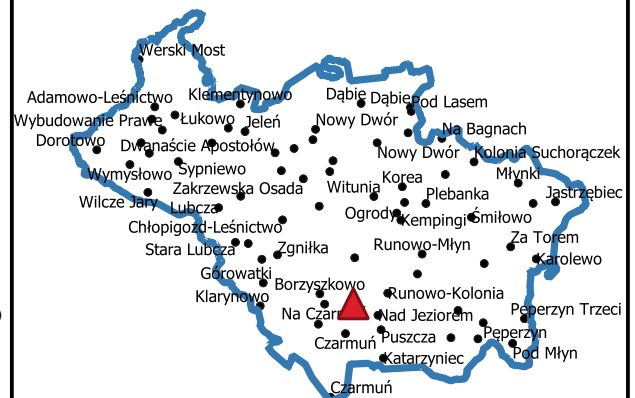 Werski Most
Adamowo-Leśnictwo
Klementynowo
Dąbie
Dąbie
Pod Lasem
Wybudowanie Prawe
Łukowo
Jeleń
Nowy Dwór
Na Bagnach
Dorotowo
Dwanaście Apostołów
Nowy Dwór
Kolonia Suchorączek
Wymysłowo
Sypniewo
Korea
Młynki
Zakrzewska Osada
Witunia
Plebanka
Jastrzębiec
Wilcze Jary
Lubcza
Ogrody
Kempingi
Śmiłowo
Chłopigozd-Leśnictwo
Stara Lubcza
Zgniłka
Runowo-Młyn
Za Torem
Karolewo
Górowatki
Borzyszkowo
Klarynowo
Runowo-Kolonia
Na Czarm
Nad Jeziorem
Peperzyn Trzeci
Czarmuń
Puszcza
Pęperzyn
Pod Młyn
Katarzyniec
Czarmuń